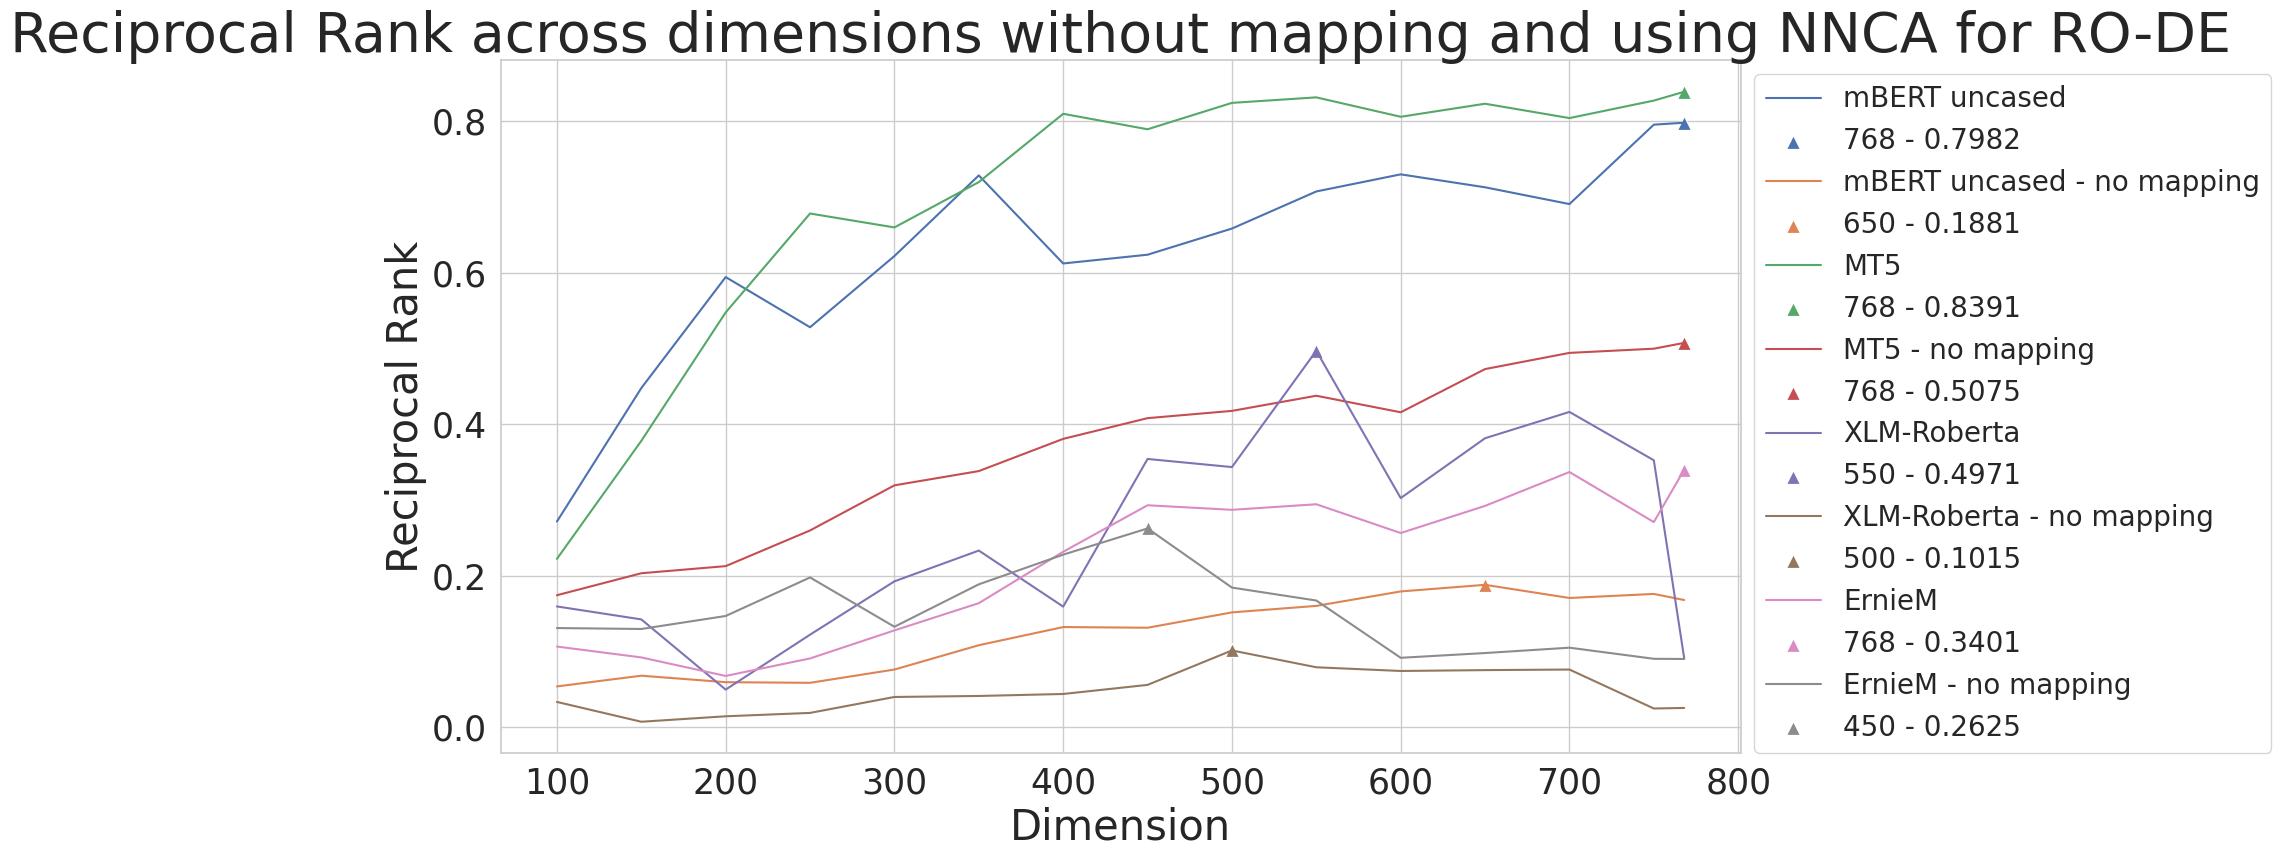 Reciprocal Rank across dimensions without mapping and using NNCA for RO-DE
Reciprocal Rank
0.8
0.6
0.4
0.2
0.0
100 200 300 400 500 600 700 800
Dimension
mBERT uncased
768 - 0.7982
mBERT uncased - no mapping
650 - 0.1881
MT5
768 - 0.8391
MT5 - no mapping
768 - 0.5075
XLM-Roberta
550 - 0.4971
XLM-Roberta - no mapping
500 - 0.1015
ErnieM
768 - 0.3401
ErnieM - no mapping
450 - 0.2625